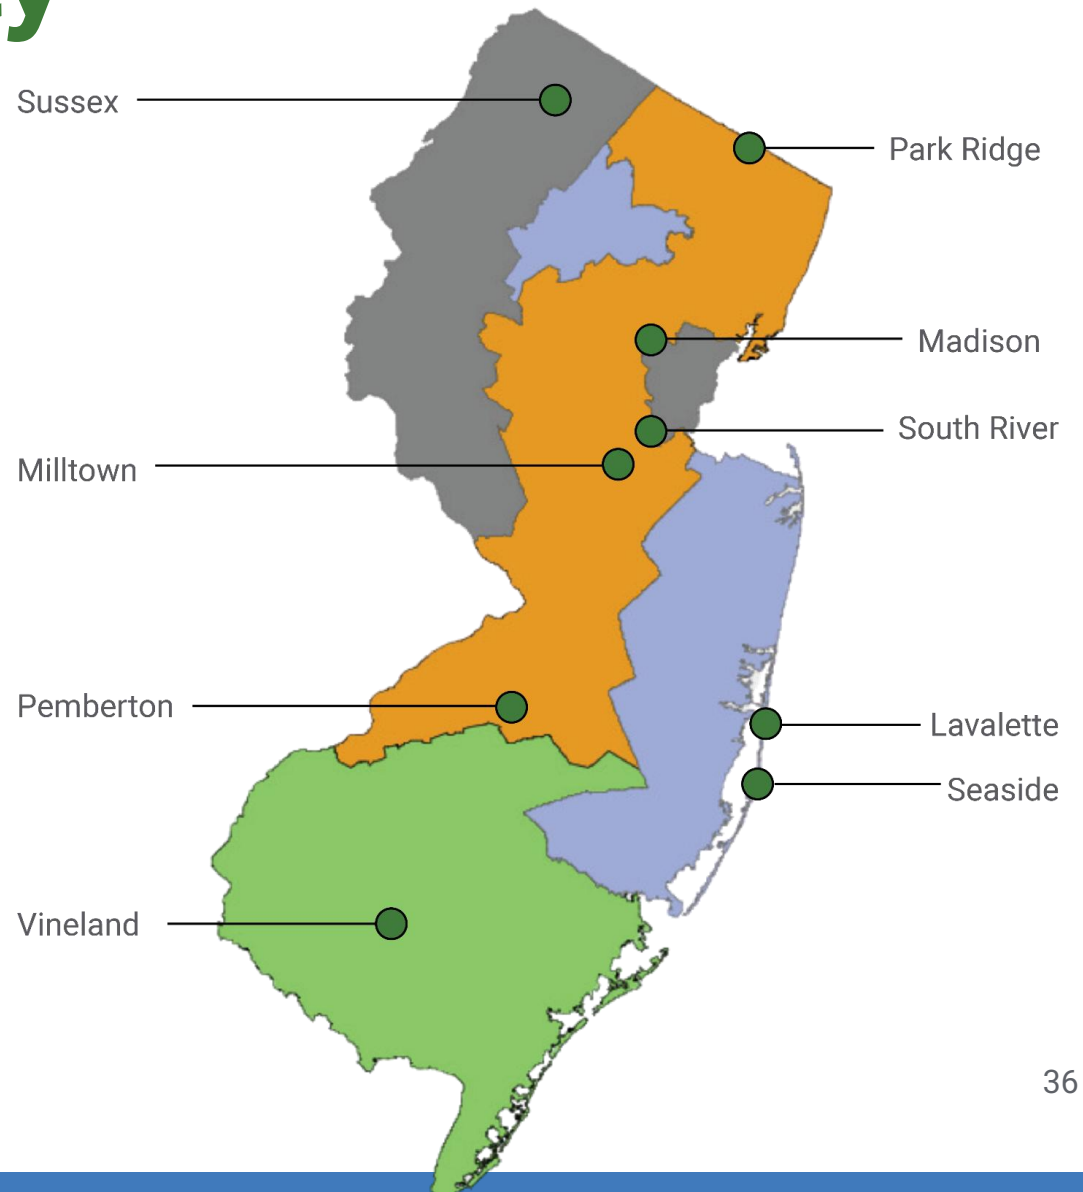 Sussex
Park Ridge
Madison
South River
Milltown
Pemberton
Lavalette
Seaside
Vineland
36